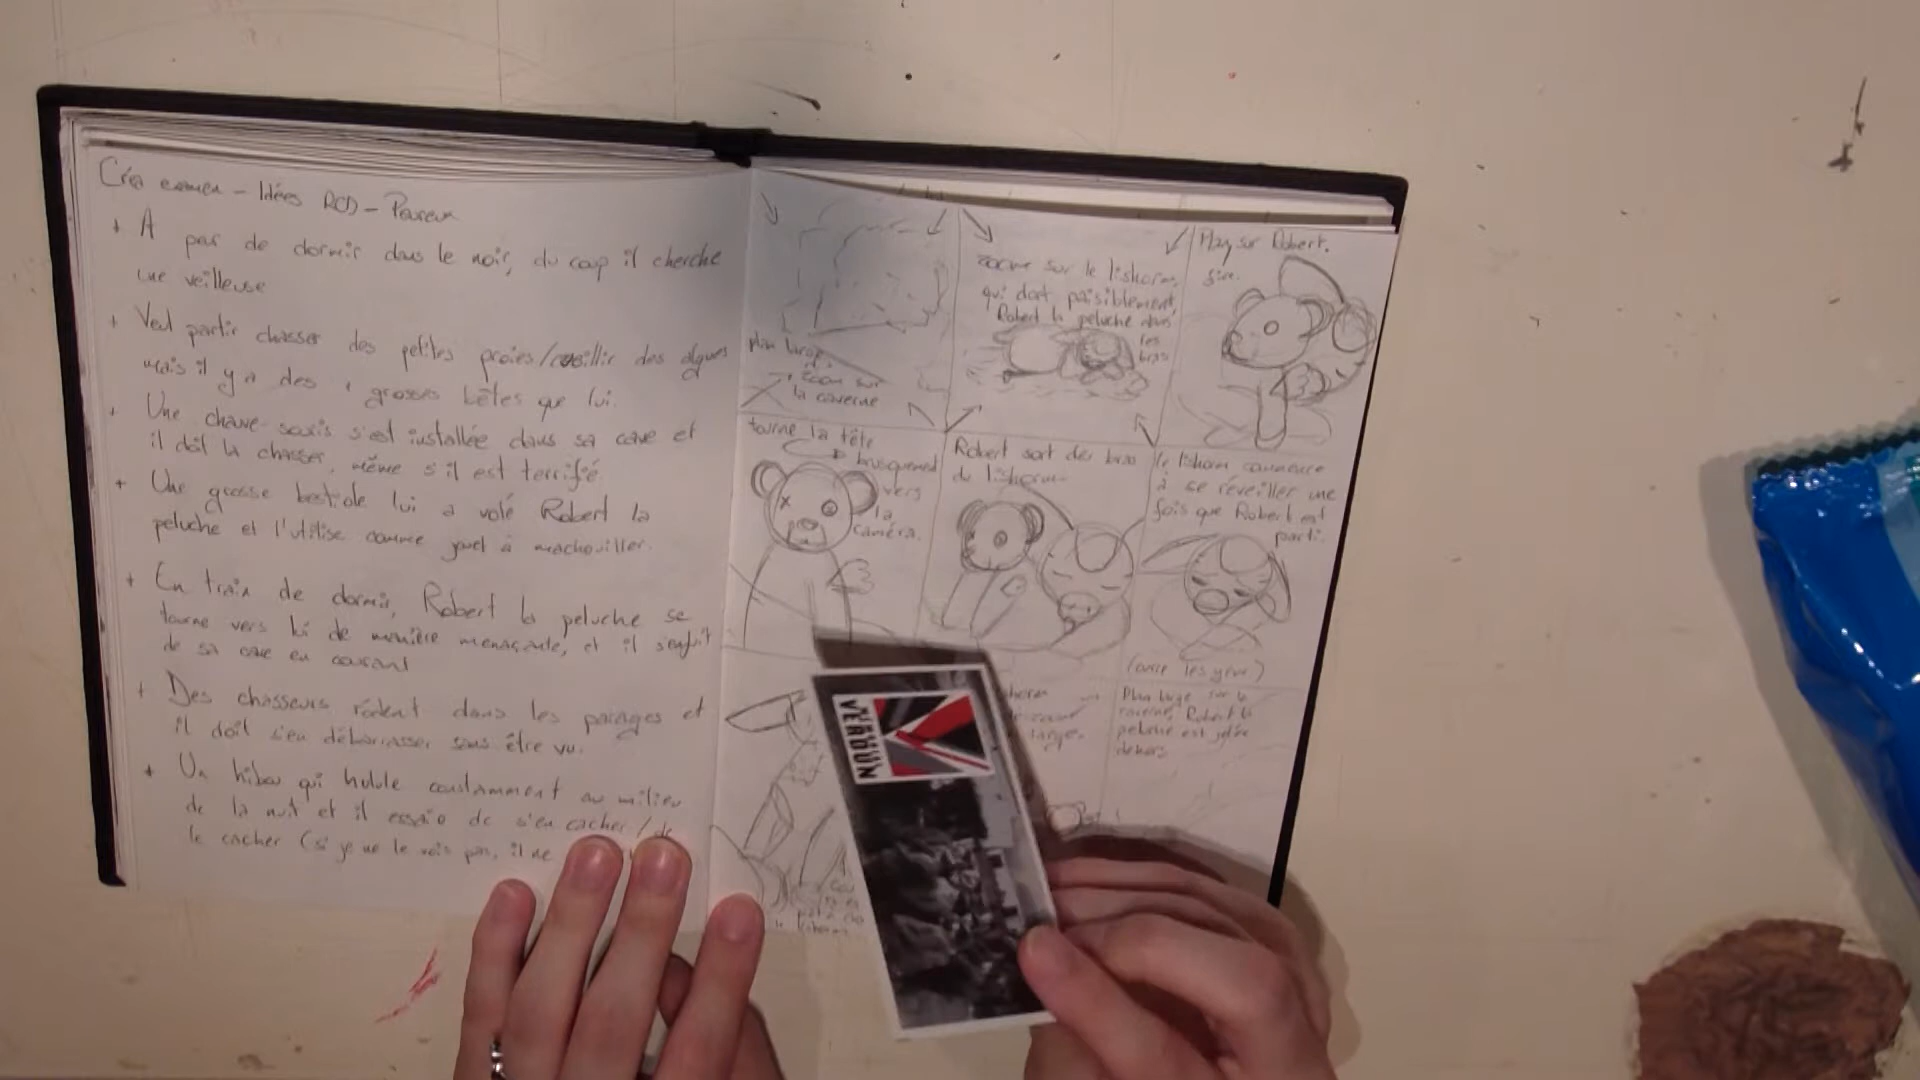 Créa examen - Idées RCD - Peureux
+ A pas de dormir dans le noir, du coup il cherche
une veilleuse
+ Veut partir chasser des petites proies/cueillir des algues
mais il y a des + grosses bêtes que lui.
+ Une chauve-souris s'est installée dans sa cave et
il doit la chasser, même s'il est terrifié
+ Une grosse bestiole lui a volé Robert la
peluche et l'utilise comme jouet à machouiller.
+ En train de dormir, Robert la peluche se
tourne vers lui de manière menaçante, et il s'enfuit
de sa cave en courant
+ Des chasseurs rôdent dans les parages et
il doit s'en débarrasser sans être vu.
+ Un hibou qui hulule constamment au milieu
de la nuit et il essaie de s'en cacher / de
le cacher (si je ne le vois pas, il ne
plan large
→ zoom sur
la caverne
zoom sur le lishorn,
qui dort paisiblement,
Robert la peluche dans
les
bras
Plan sur Robert.
fixe.
tourne la tête
brusquement
vers
la
caméra.
Robert sort des bras
du lishorn.
le lishorn commence
à se réveiller une
fois que Robert est
parti.
(ouvre les yeux)
large.
Plan large sur la
caverne, Robert la
peluche est jetée
dehors
VERDUN